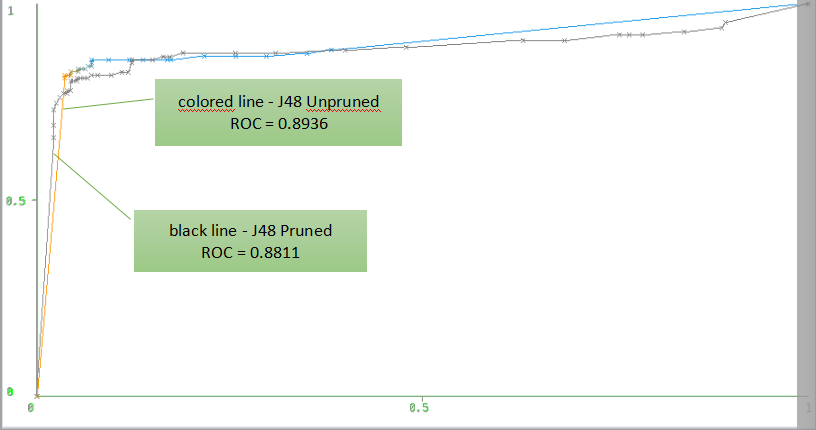 1
colored line - J48 Unpruned
ROC = 0.8936
0.5
black line - J48 Pruned
ROC = 0.8811
0
0
0.5
1